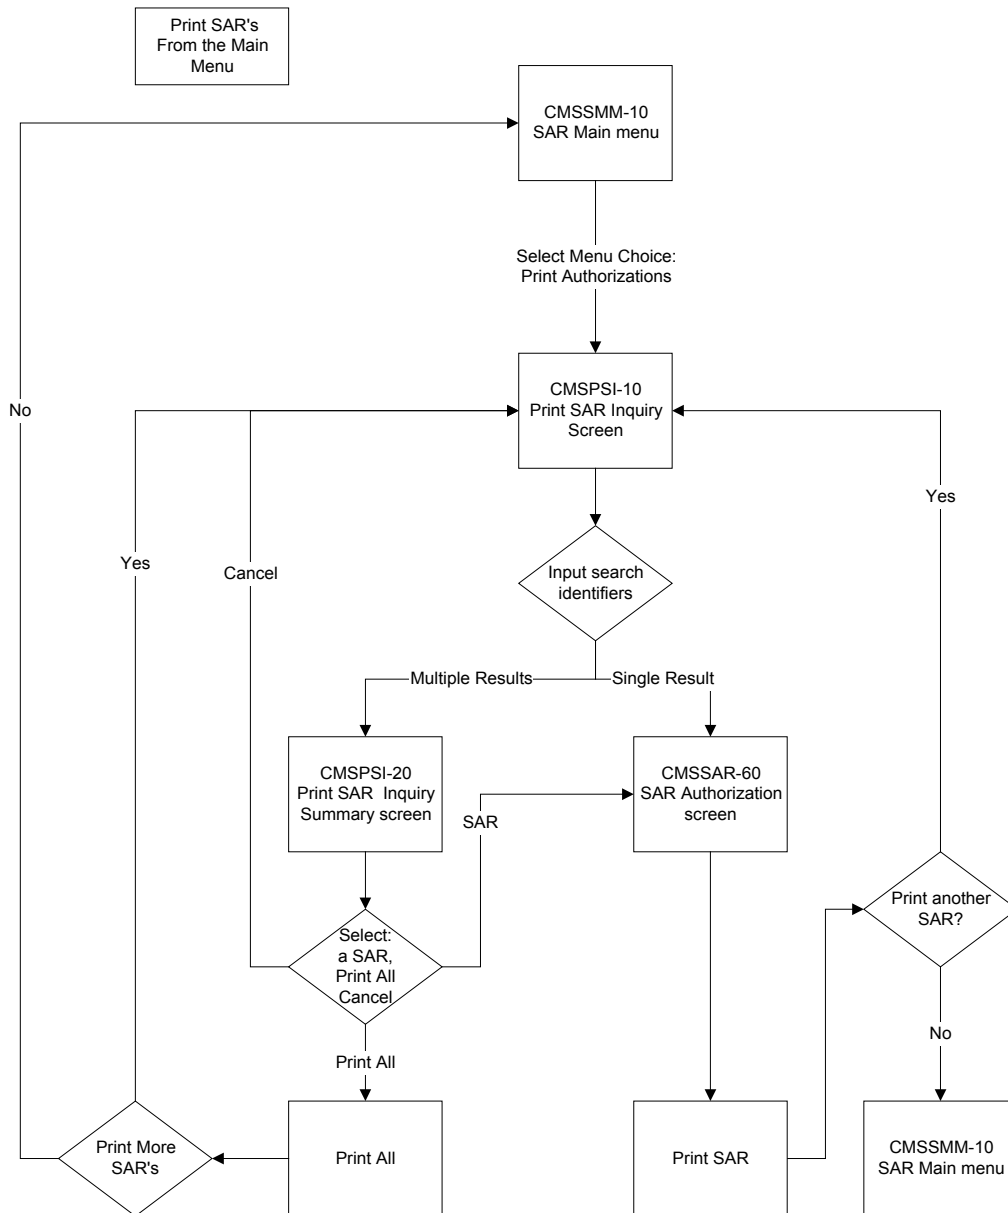 Print SAR's
From the Main
Menu
CMSSMM-10
SAR Main menu
Select Menu Choice:
Print Authorizations
CMSPSI-10
Print SAR Inquiry
Screen
No
Yes
Cancel
Yes
Input search
identifiers
Multiple Results
Single Result
CMSPSI-20
Print SAR Inquiry
Summary screen
SAR
CMSSAR-60
SAR Authorization
screen
Print another
SAR?
Select:
a SAR,
Print All
Cancel
No
Print All
Print More
SAR's
Print All
Print SAR
CMSSMM-10
SAR Main menu